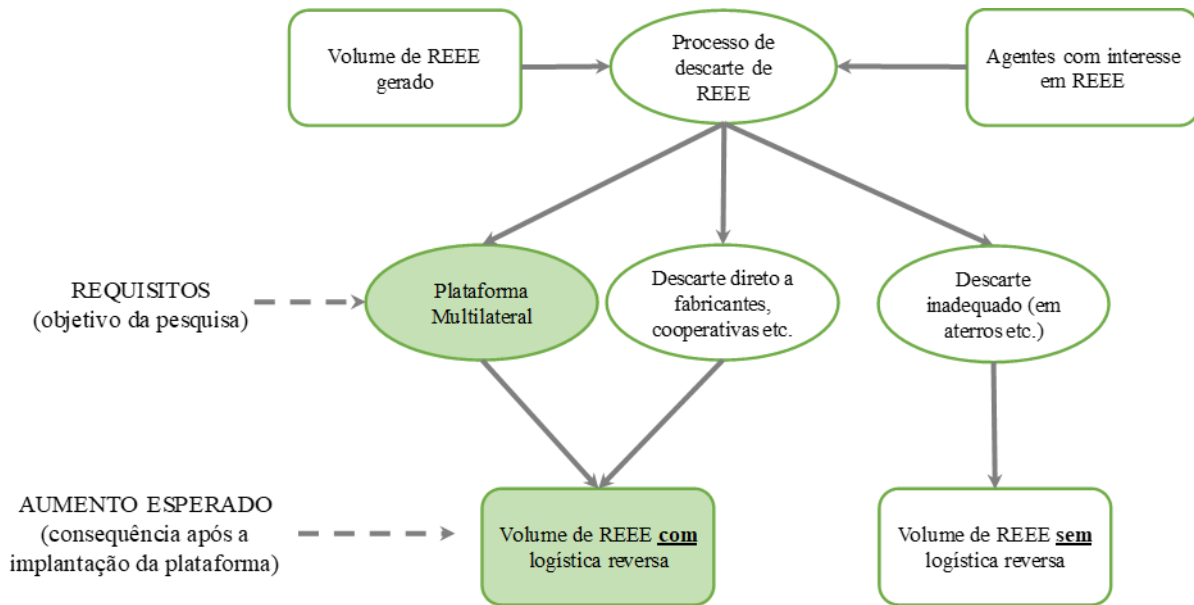 Volume de REEE
gerado
Processo de
descarte de
REEE
Agentes com interesse
em REEE
REQUISITOS
(objetivo da pesquisa)
Plataforma
Multilateral
Descarte direto a
fabricantes,
cooperativas etc.
Descarte
inadequado (em
aterros etc.)
AUMENTO ESPERADO
(consequência após a
implantação da plataforma)
Volume de REEE com
logística reversa
Volume de REEE sem
logística reversa